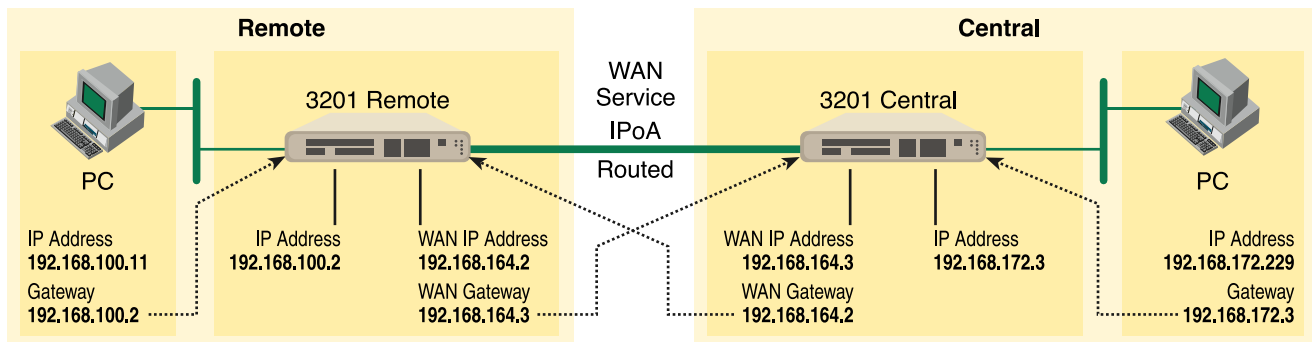 Remote
PC
IP Address
192.168.100.11
Gateway
192.168.100.2
3201 Remote
IP Address
192.168.100.2
WAN IP Address
192.168.164.2
WAN Gateway
192.168.164.3
WAN
Service
IPoA
Routed
Central
3201 Central
WAN IP Address
192.168.164.3
WAN Gateway
192.168.164.2
IP Address
192.168.172.3
PC
IP Address
192.168.172.229
Gateway
192.168.172.3